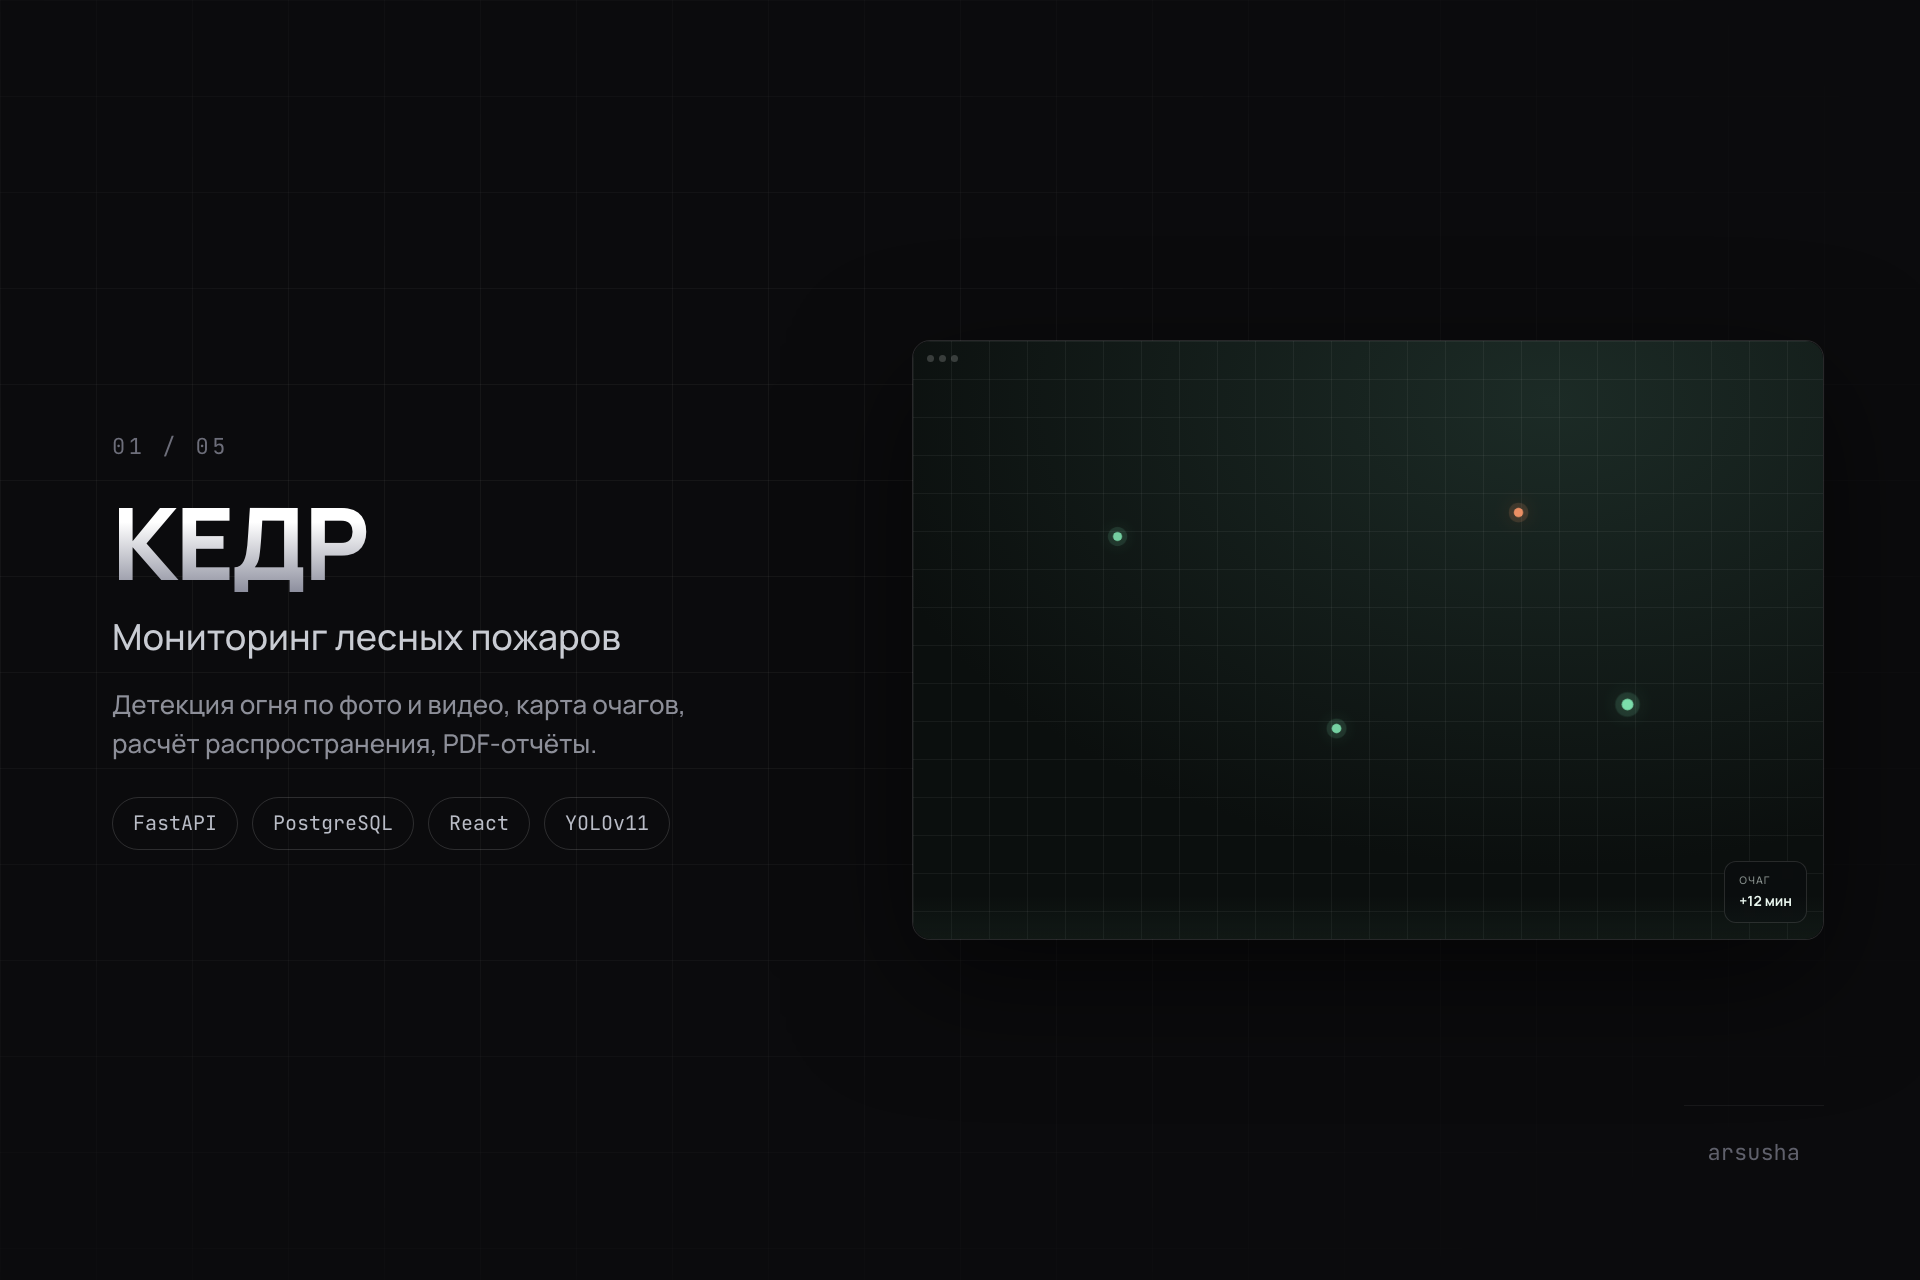 01 / 05
КЕДР
Мониторинг лесных пожаров
Детекция огня по фото и видео, карта очагов,
расчёт распространения, PDF-отчёты.
FastAPI PostgreSQL React YOLOv11
ОЧАГ
+12 мин
arsusha